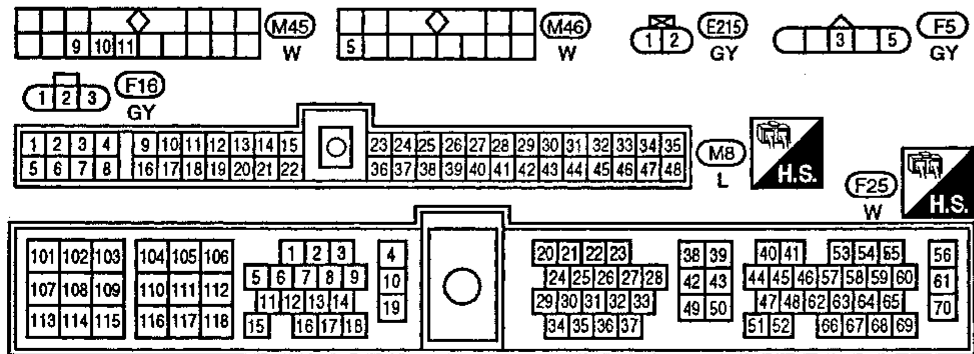 M45
9 10 11
W
M46
5
W
E215
1 2
GY
F5
3 5
GY
F16
1 2 3
GY
1 2 3 4 9 10 11 12 13 14 15 23 24 25 26 27 28 29 30 31 32 33 34 35
5 6 7 8 16 17 18 19 20 21 22 36 37 38 39 40 41 42 43 44 45 46 47 48
M8
L
H.S.
F25
W
H.S.
101 102 103 104 105 106 1 2 3 4 20 21 22 23 38 39 40 41 53 54 55 56
107 108 109 110 111 112 5 6 7 8 9 10 24 25 26 27 28 42 43 44 45 46 57 58 59 60 61
113 114 115 116 117 118 11 12 13 14 19 29 30 31 32 33 49 50 47 48 62 63 64 65 70
15 16 17 18 34 35 36 37 51 52 66 67 68 69